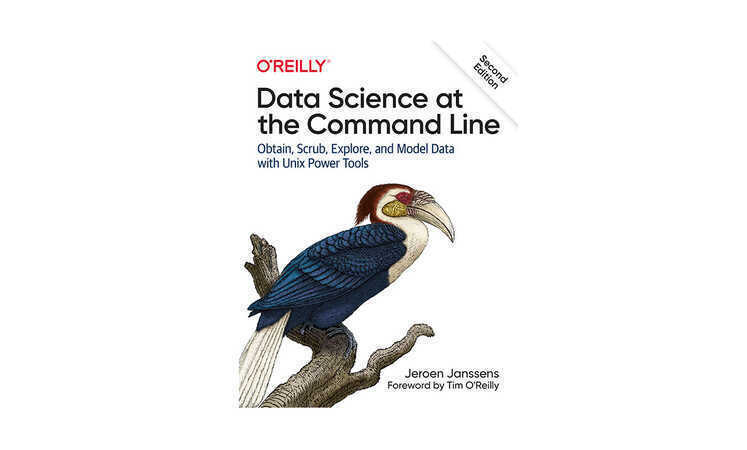 O'REILLY®
Second
Edition
Data Science at
the Command Line
Obtain, Scrub, Explore, and Model Data
with Unix Power Tools
Jeroen Janssens
Foreword by Tim O'Reilly